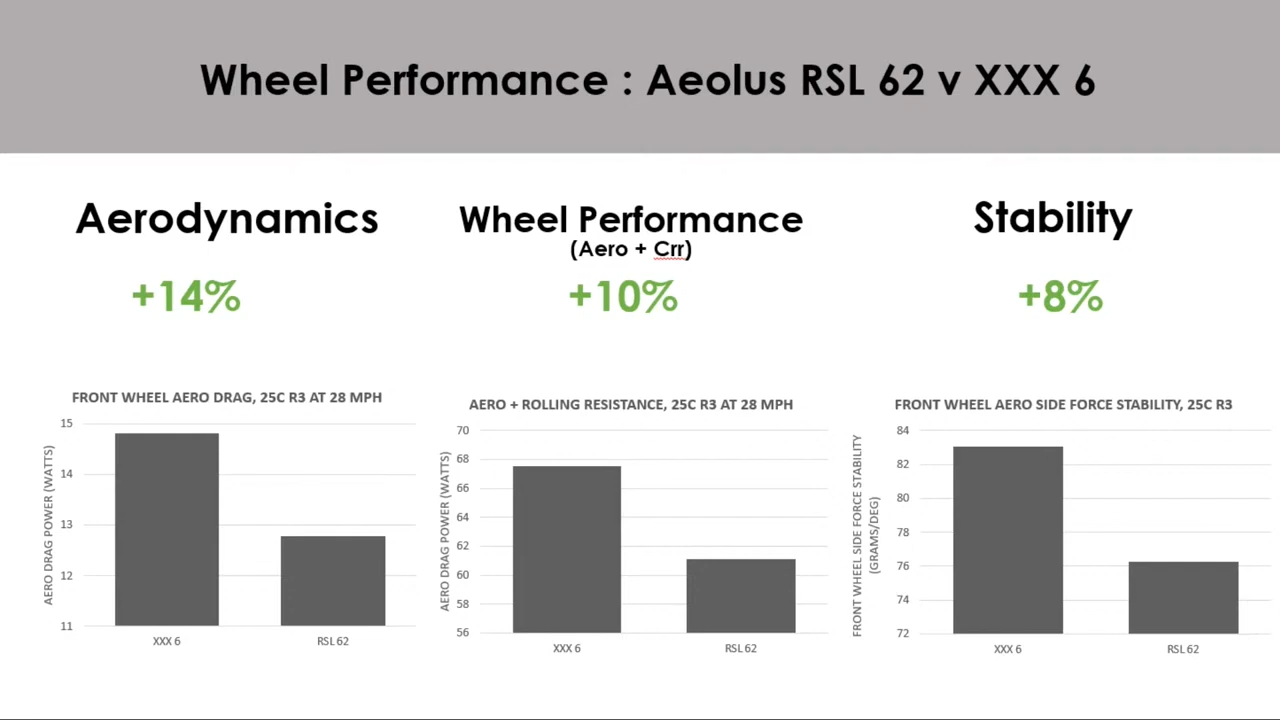 Wheel Performance : Aeolus RSL 62 v XXX 6
Aerodynamics
+14%
Wheel Performance
(Aero + Crr)
+10%
Stability
+8%
FRONT WHEEL AERO DRAG, 25C R3 AT 28 MPH
AERO DRAG POWER (WATTS)
15
14
13
12
11
XXX 6
RSL 62
AERO + ROLLING RESISTANCE, 25C R3 AT 28 MPH
AERO DRAG POWER (WATTS)
70
68
66
64
62
60
58
56
XXX 6
RSL 62
FRONT WHEEL AERO SIDE FORCE STABILITY, 25C R3
FRONT WHEEL SIDE FORCE STABILITY
(GRAMS/DEG)
84
82
80
78
76
74
72
XXX 6
RSL 62